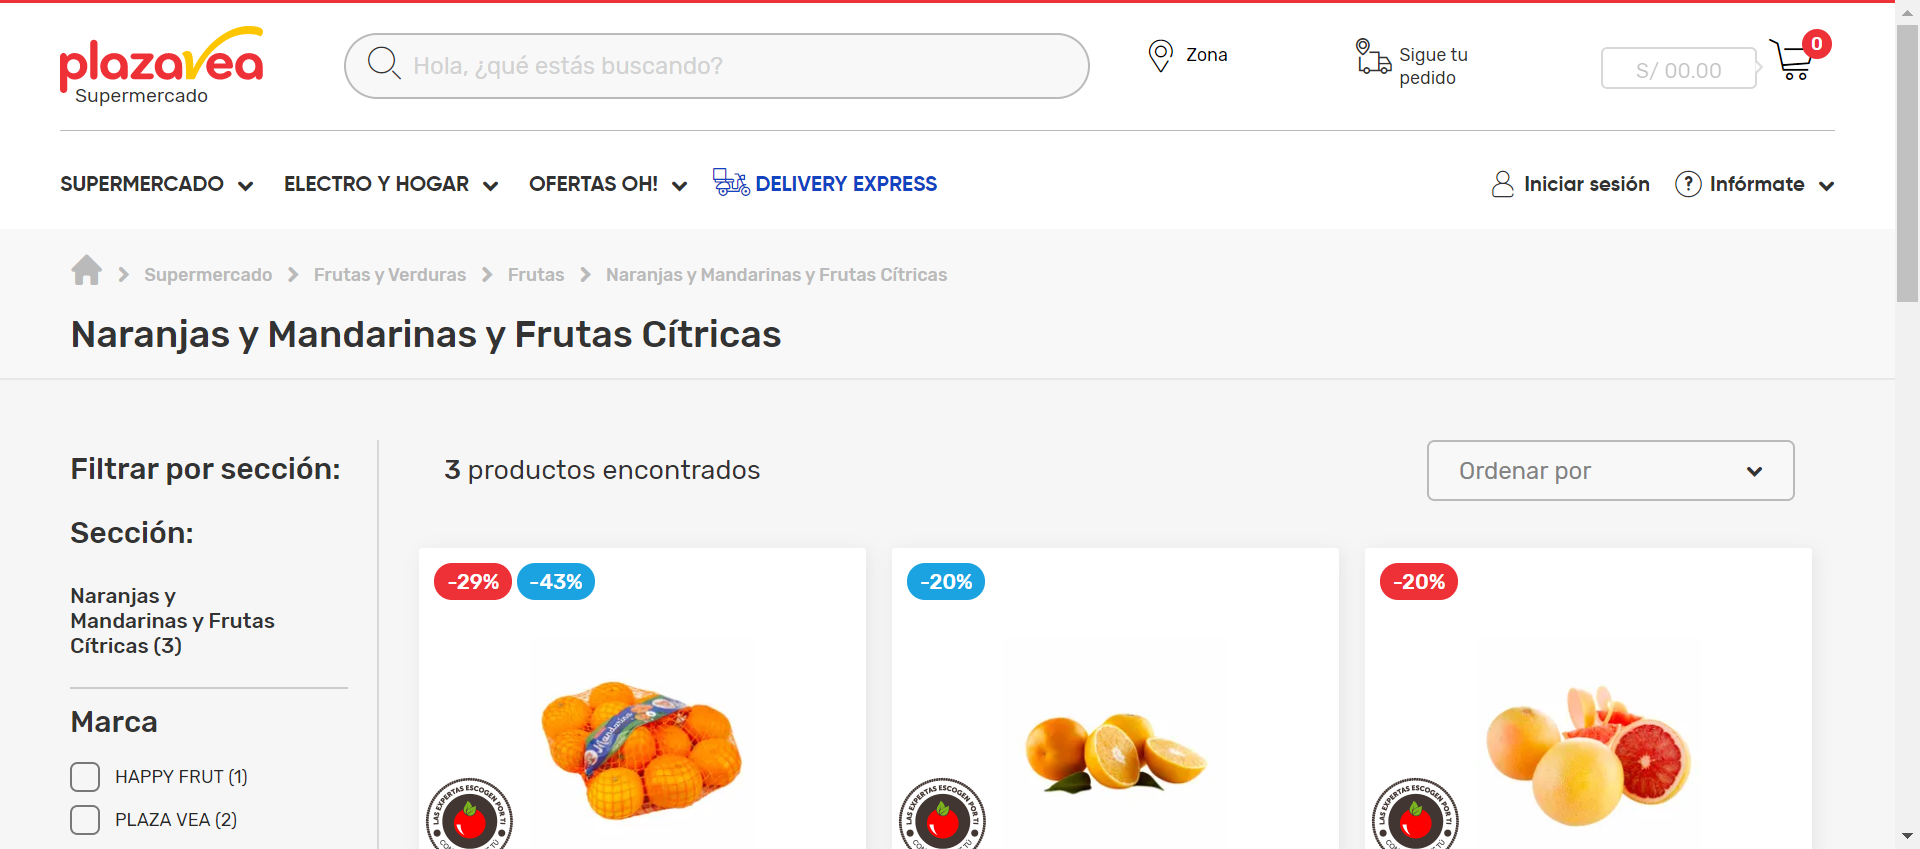 plazavea
Supermercado
Hola, ¿qué estás buscando?
Zona
Sigue tu
pedido
S/ 00.00
0
SUPERMERCADO
ELECTRO Y HOGAR
OFERTAS OH!
DELIVERY EXPRESS
Iniciar sesión
? Infórmate
Supermercado
Frutas y Verduras
Frutas
Naranjas y Mandarinas y Frutas Cítricas
Naranjas y Mandarinas y Frutas Cítricas
Filtrar por sección:
Sección:
Naranjas y
Mandarinas y Frutas
Cítricas (3)
Marca
HAPPY FRUT (1)
PLAZA VEA (2)
3 productos encontrados
Ordenar por
-29%
-43%
Mandarina
LAS EXPERTAS ESCOGEN POR TI
-20%
LAS EXPERTAS ESCOGEN POR TI
-20%
LAS EXPERTAS ESCOGEN POR TI